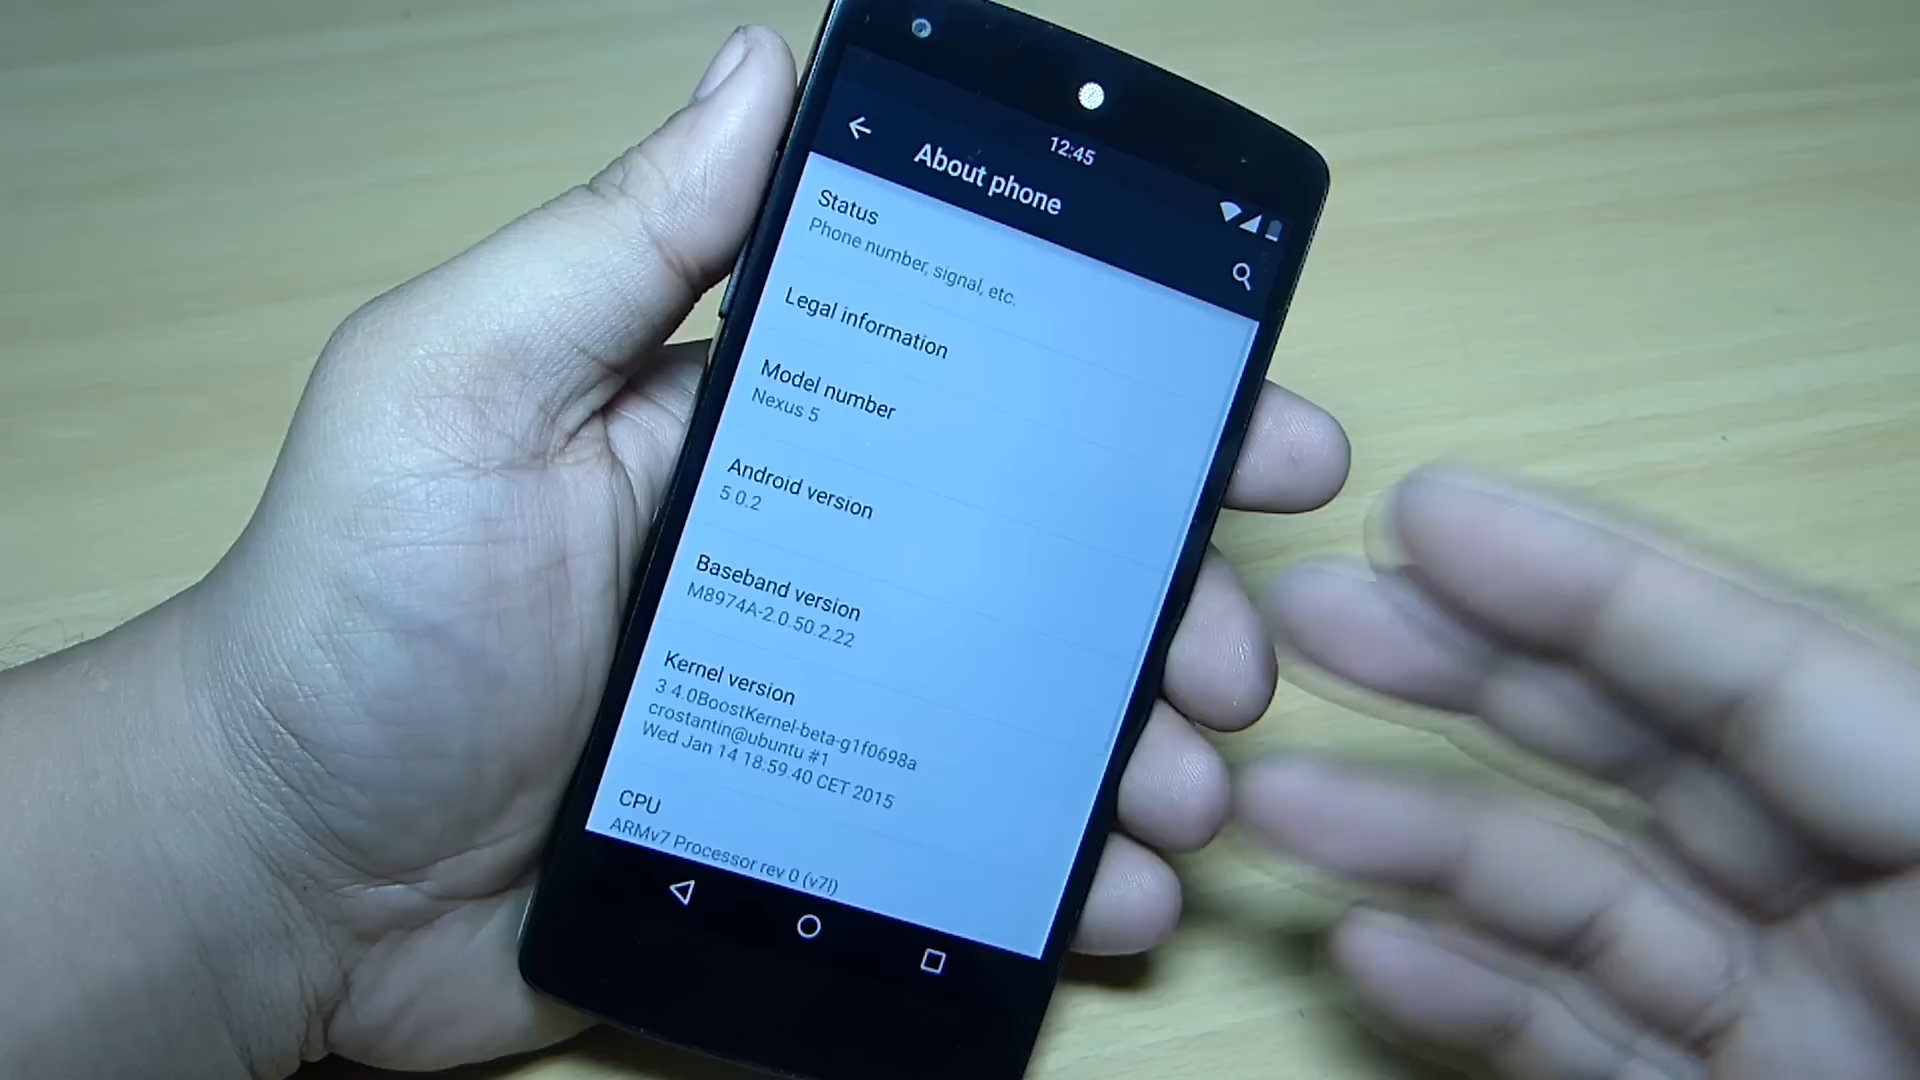 12:45
About phone
Status
Phone number, signal, etc.
Legal information
Model number
Nexus 5
Android version
5.0.2
Baseband version
M8974A-2.0.50.2.22
Kernel version
3.4.0BoostKernel-beta-g1f0698a
crostantin@ubuntu #1
Wed Jan 14 18:59:40 CET 2015
CPU
ARMv7 Processor rev 0 (v7l)